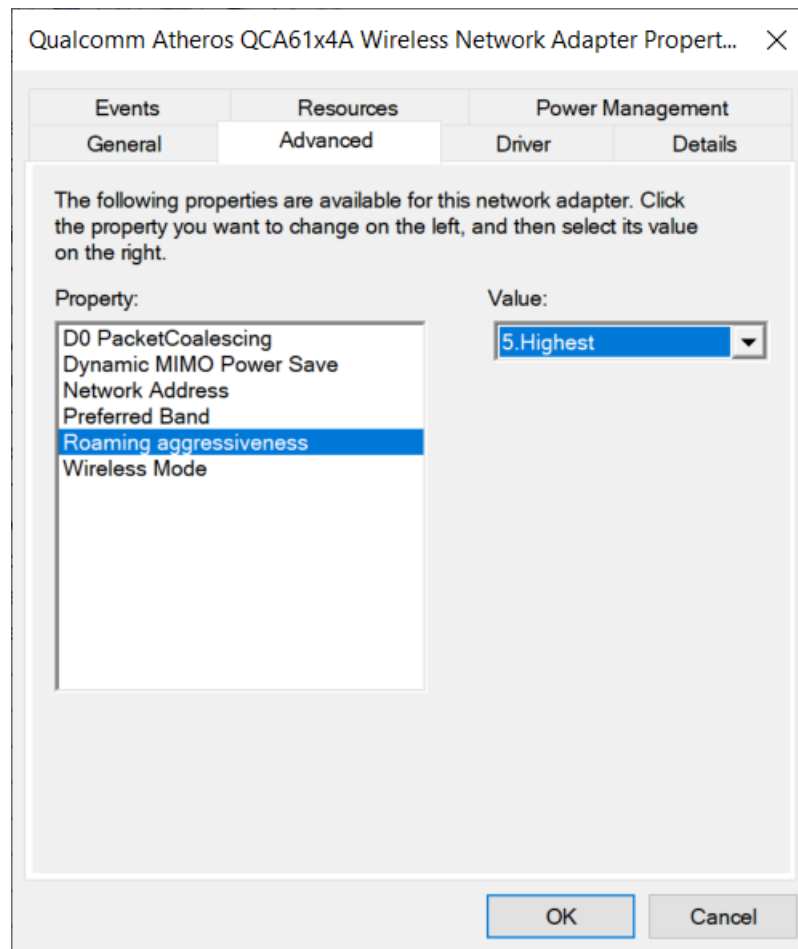 Qualcomm Atheros QCA61x4A Wireless Network Adapter Propert...
Events Resources Power Management
General Advanced Driver Details
The following properties are available for this network adapter. Click
the property you want to change on the left, and then select its value
on the right.
Property: Value:
D0 PacketCoalescing 5.Highest
Dynamic MIMO Power Save
Network Address
Preferred Band
Roaming aggressiveness
Wireless Mode
OK Cancel